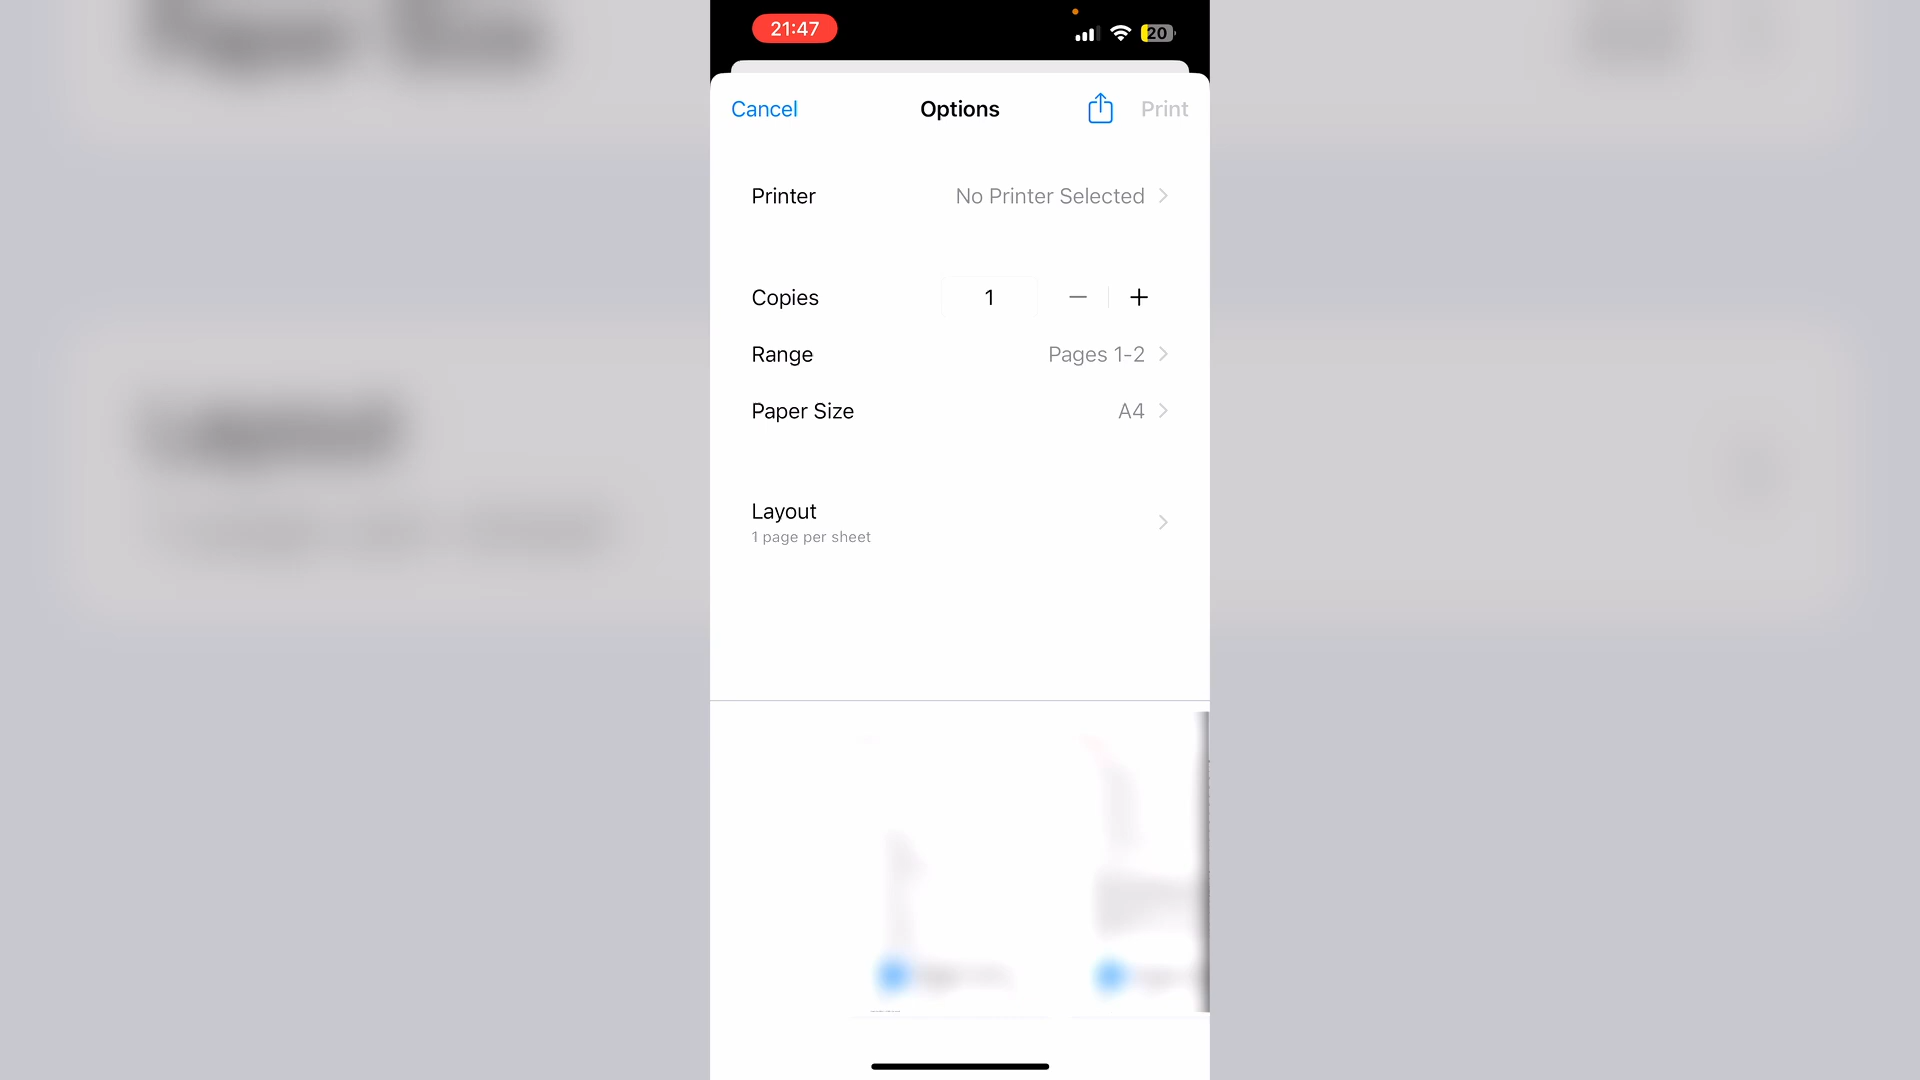 21:47
20
Cancel
Options
Print
Printer
No Printer Selected
Copies
1
Range
Pages 1-2
Paper Size
A4
Layout
1 page per sheet